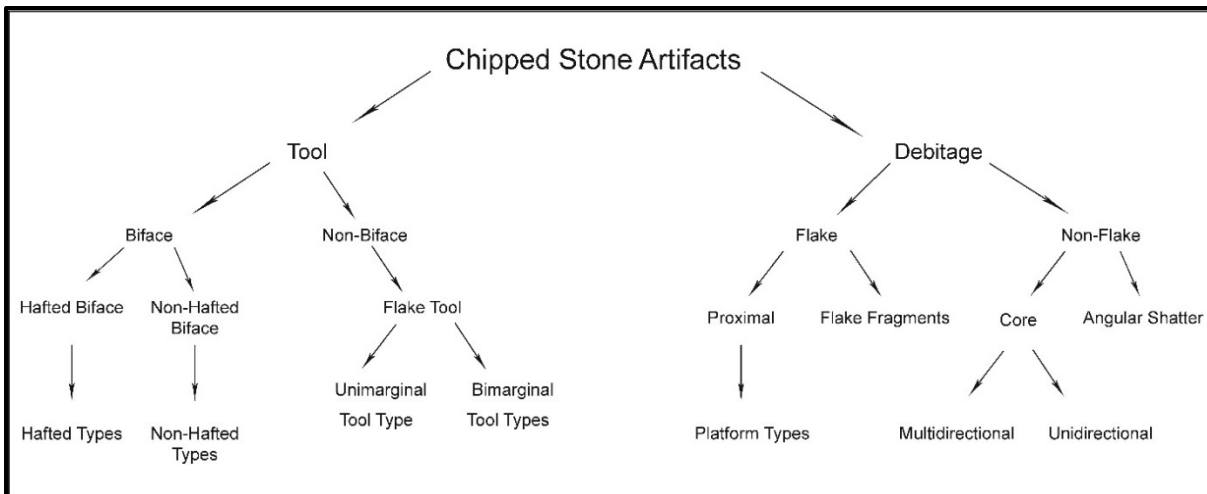 Chipped Stone Artifacts
Tool
Debitage
Biface
Non-Biface
Flake
Non-Flake
Hafted Biface
Non-Hafted
Biface
Flake Tool
Proximal
Flake Fragments
Core
Angular Shatter
Unimarginal
Tool Type
Bimarginal
Tool Types
Hafted Types
Non-Hafted
Types
Platform Types
Multidirectional
Unidirectional